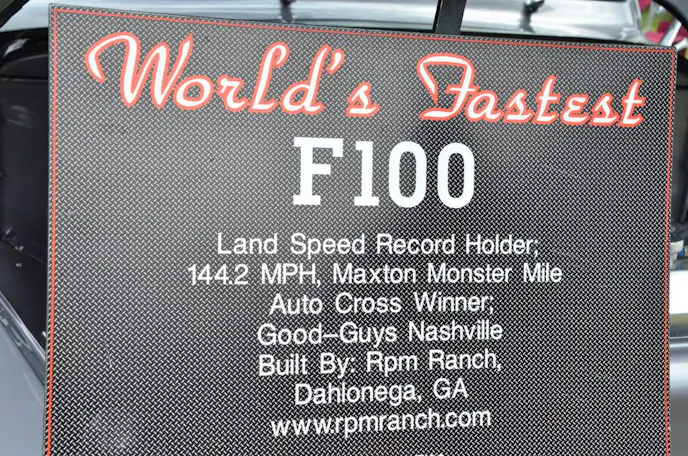 World's Fastest
F100
Land Speed Record Holder;
144.2 MPH, Maxton Monster Mile
Auto Cross Winner;
Good-Guys Nashville
Built By: Rpm Ranch,
Dahlonega, GA
www.rpmranch.com